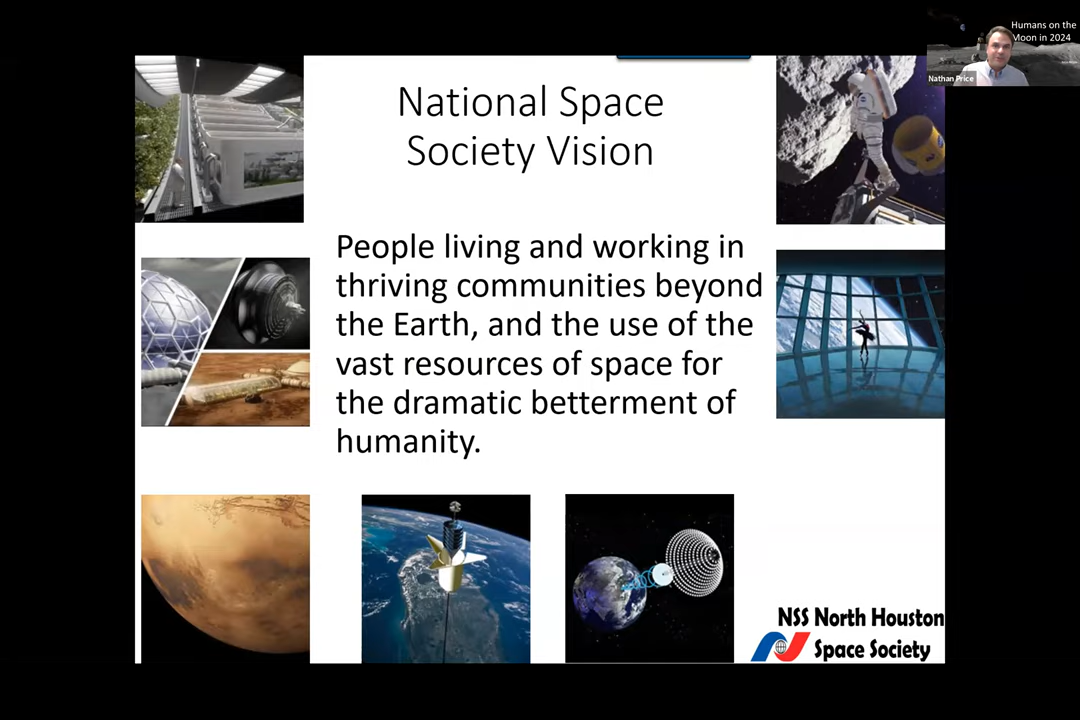 National Space
Society Vision
People living and working in
thriving communities beyond
the Earth, and the use of the
vast resources of space for
the dramatic betterment of
humanity.
NSS North Houston
Space Society
Humans on the
Moon in 2024
Nathan Price